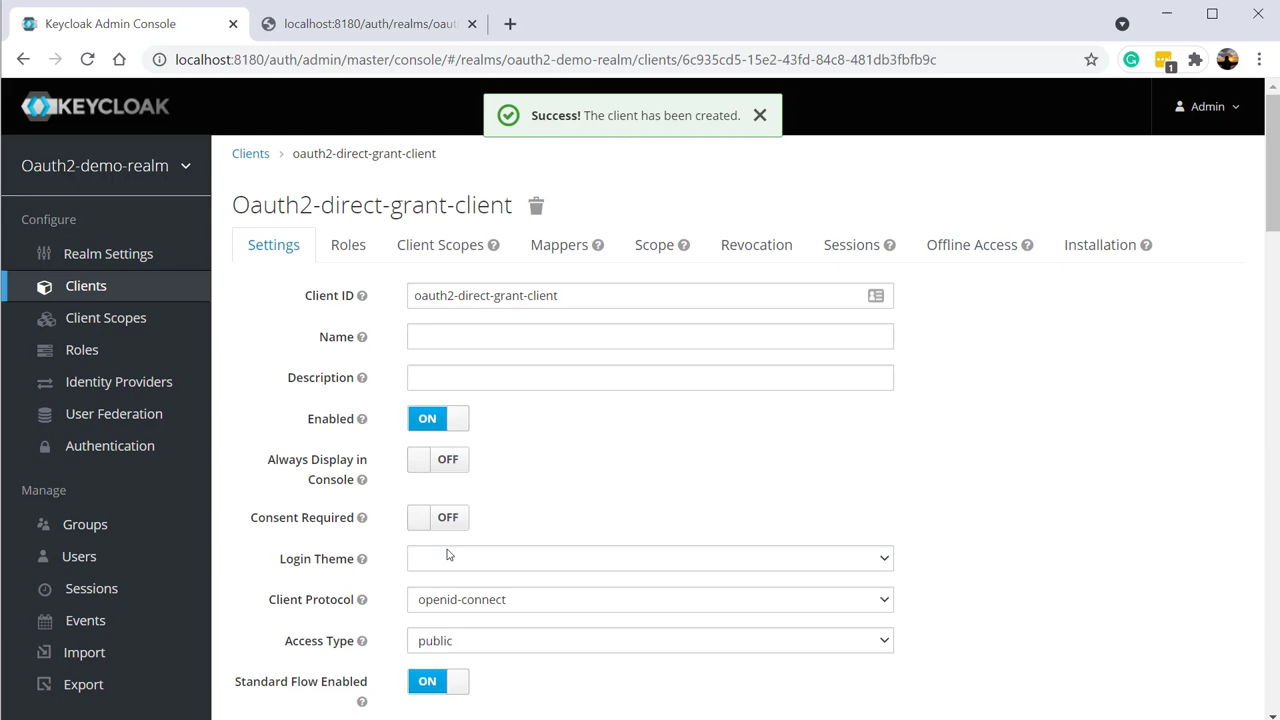 Keycloak Admin Console
localhost:8180/auth/realms/oaut
localhost:8180/auth/admin/master/console/#/realms/oauth2-demo-realm/clients/6c935cd5-15e2-43fd-84c8-481db3fbfb9c
1
KEYCLOAK
Success! The client has been created.
Admin
Oauth2-demo-realm
Configure
Realm Settings
Clients
Client Scopes
Roles
Identity Providers
User Federation
Authentication
Manage
Groups
Users
Sessions
Events
Import
Export
Clients > oauth2-direct-grant-client
Oauth2-direct-grant-client
Settings Roles Client Scopes ? Mappers ? Scope ? Revocation Sessions ? Offline Access ? Installation ?
Client ID ? oauth2-direct-grant-client
Name ?
Description ?
Enabled ? ON
Always Display in
Console ? OFF
Consent Required ? OFF
Login Theme ?
Client Protocol ? openid-connect
Access Type ? public
Standard Flow Enabled ON
?